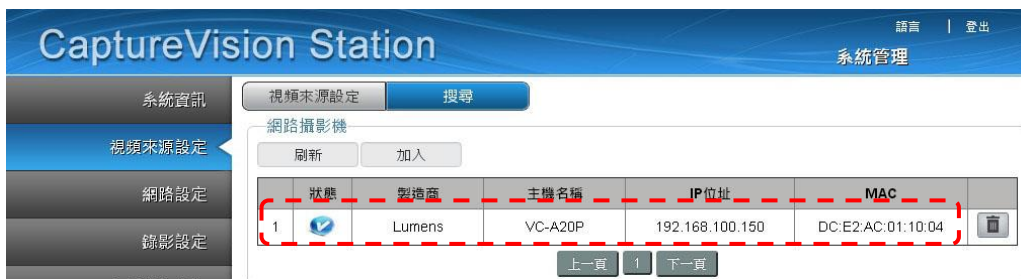 CaptureVision Station
語言 | 登出
系統管理
系統資訊
視頻來源設定
網路設定
錄影設定
視頻來源設定 搜尋
網路攝影機
刷新 加入
狀態 製造商 主機名稱 IP位址 MAC
1 Lumens VC-A20P 192.168.100.150 DC:E2:AC:01:10:04
上一頁 1 下一頁